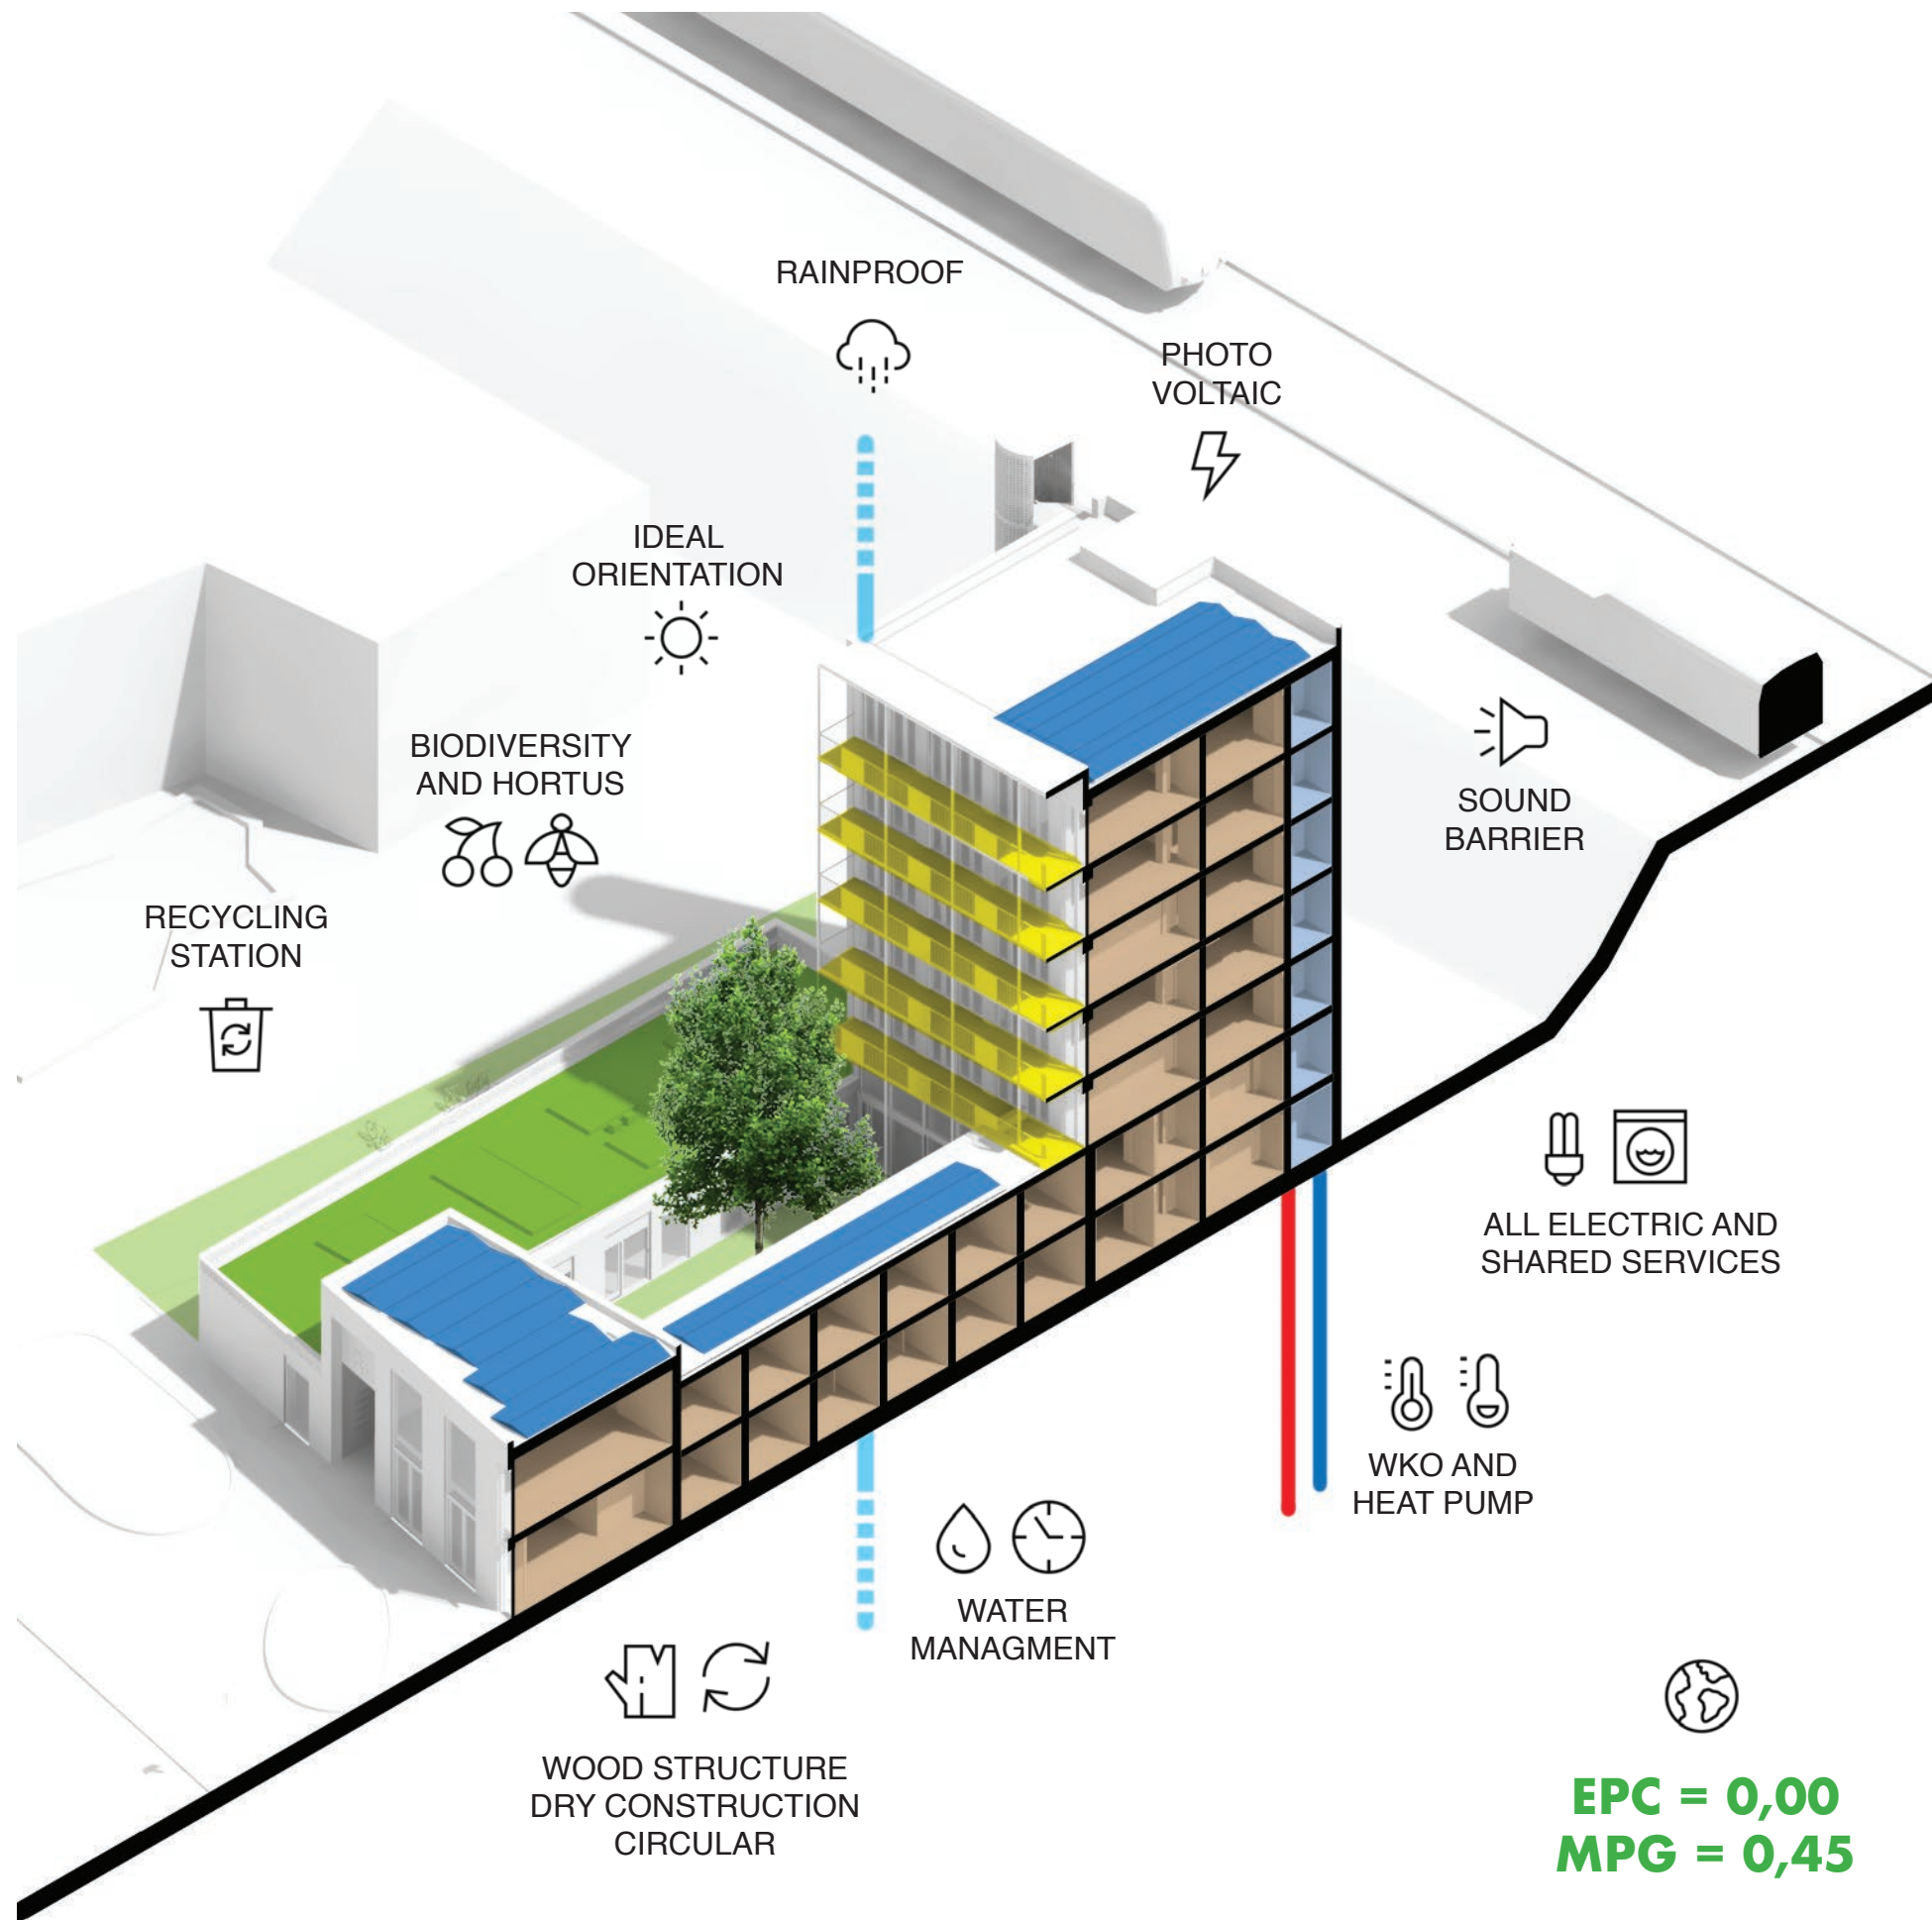 RAINPROOF
PHOTO
VOLTAIC
IDEAL
ORIENTATION
BIODIVERSITY
AND HORTUS
SOUND
BARRIER
RECYCLING
STATION
ALL ELECTRIC AND
SHARED SERVICES
WKO AND
HEAT PUMP
WATER
MANAGMENT
WOOD STRUCTURE
DRY CONSTRUCTION
CIRCULAR
EPC = 0,00
MPG = 0,45